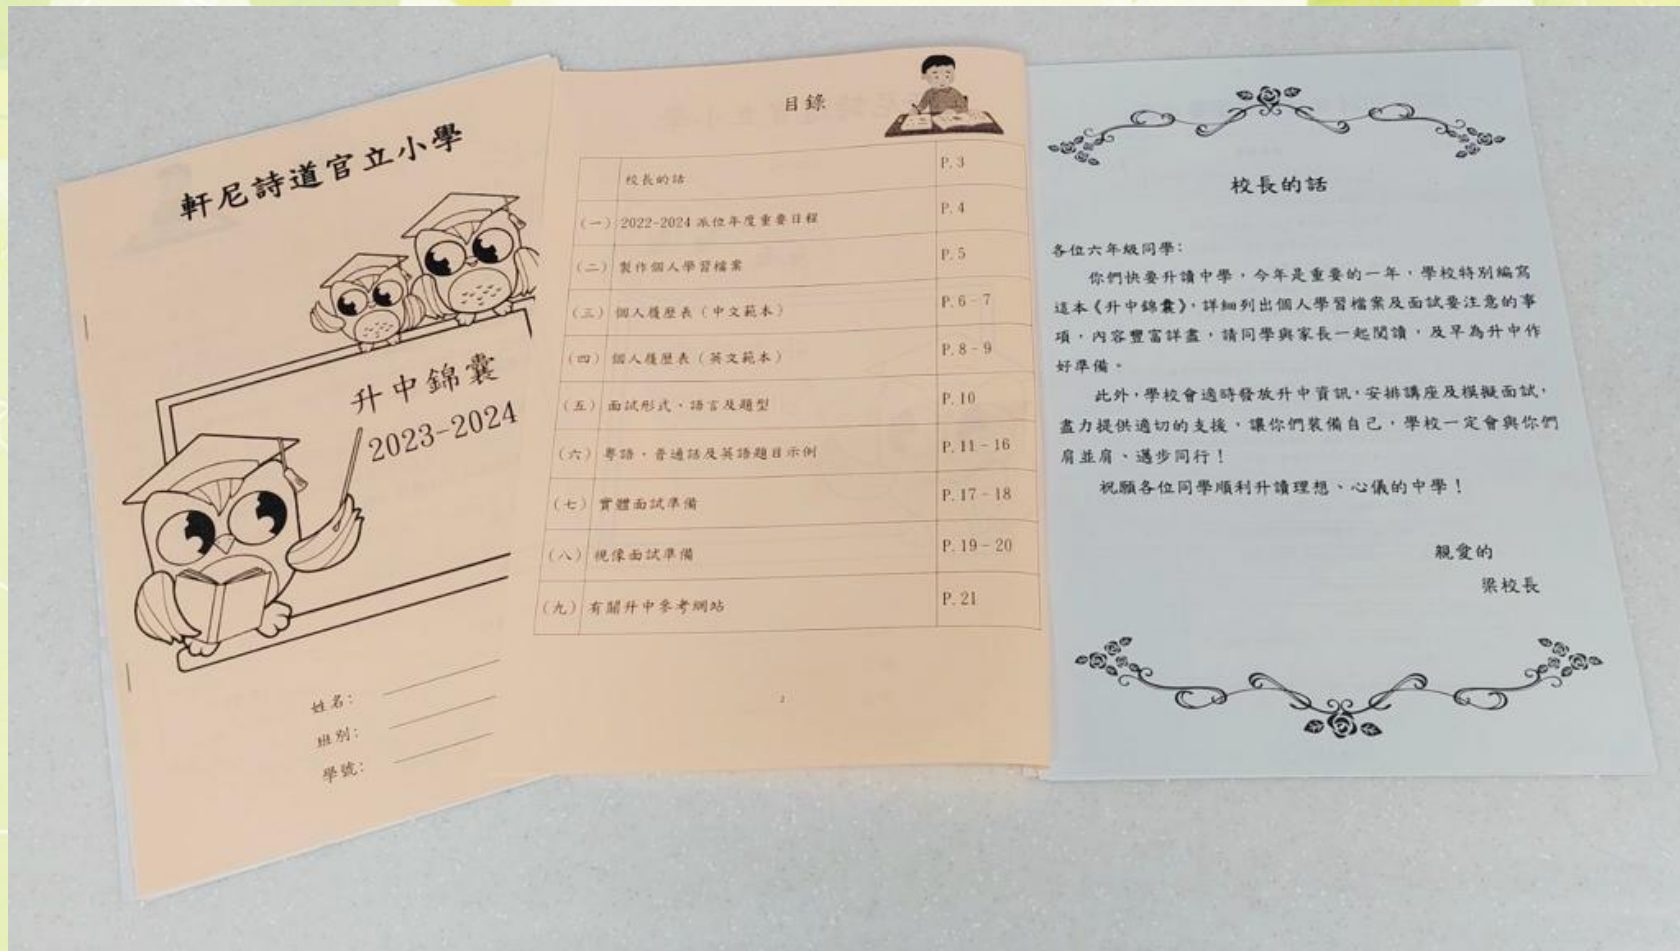 軒尼詩道官立小學
升中錦囊
2023-2024
姓名：
班別：
學號：
目錄
校長的話 P.3
（一） 2022-2024 派位年度重要日程 P.4
（二） 製作個人學習檔案 P.5
（三） 個人履歷表（中文範本） P.6-7
（四） 個人履歷表（英文範本） P.8-9
（五） 面試形式、語言及題型 P.10
（六） 粵語、普通話及英語題目示例 P.11-16
（七） 實體面試準備 P.17-18
（八） 視像面試準備 P.19-20
（九） 有關升中參考網站 P.21
2
校長的話
各位六年級同學：
你們快要升讀中學，今年是重要的一年，學校特別編寫
這本《升中錦囊》，詳細列出個人學習檔案及面試要注意的事
項，內容豐富詳盡，請同學與家長一起閱讀，及早為升中作
好準備。
此外，學校會適時發放升中資訊，安排講座及模擬面試，
盡力提供適切的支援，讓你們裝備自己，學校一定會與你們
肩並肩、邁步同行！
祝願各位同學順利升讀理想、心儀的中學！
親愛的
梁校長